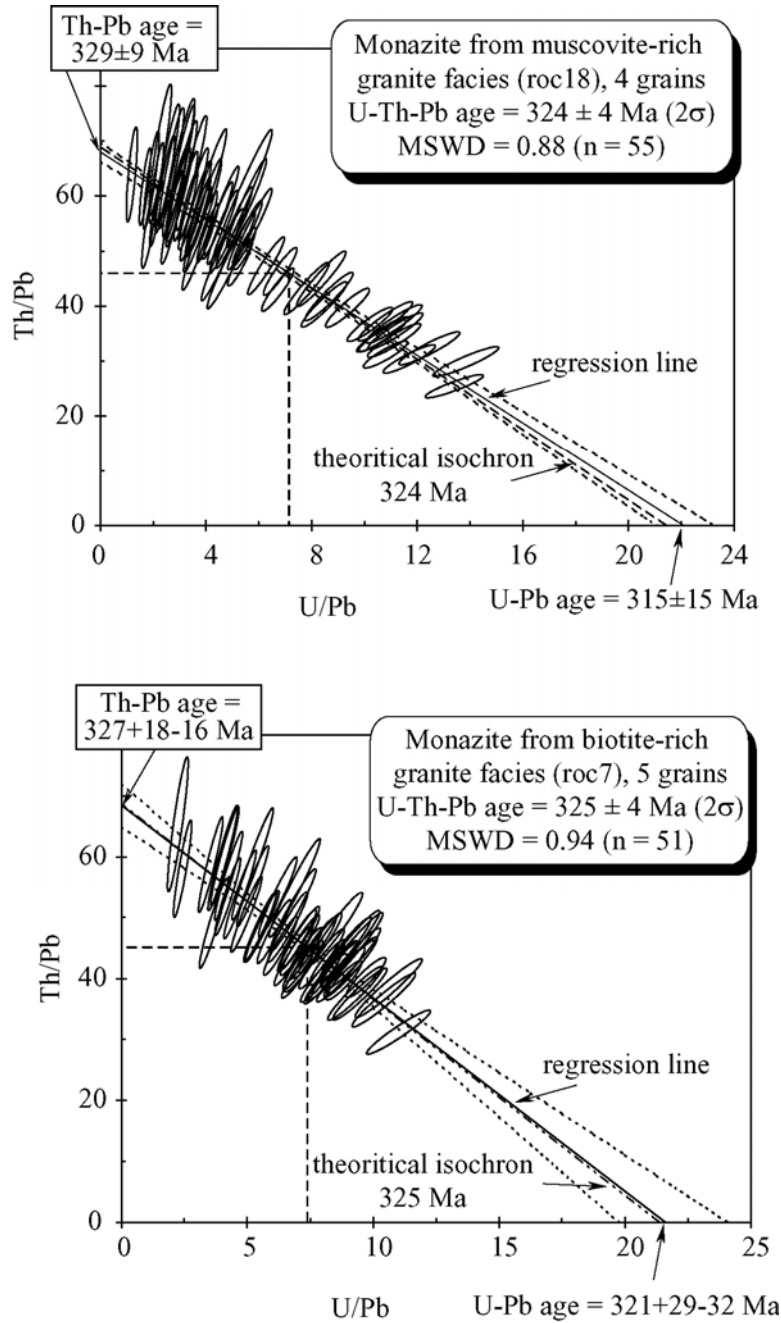 Th-Pb age =
329±9 Ma
Monazite from muscovite-rich
granite facies (roc18), 4 grains
U-Th-Pb age = 324 ± 4 Ma (2σ)
MSWD = 0.88 (n = 55)
60
40
20
0
Th/Pb
regression line
theoritical isochron
324 Ma
0
4
8
12
16
20
24
U/Pb
U-Pb age = 315±15 Ma
Th-Pb age =
327+18-16 Ma
Monazite from biotite-rich
granite facies (roc7), 5 grains
U-Th-Pb age = 325 ± 4 Ma (2σ)
MSWD = 0.94 (n = 51)
60
40
20
0
Th/Pb
regression line
theoritical isochron
325 Ma
0
5
10
15
20
25
U/Pb
U-Pb age = 321+29-32 Ma